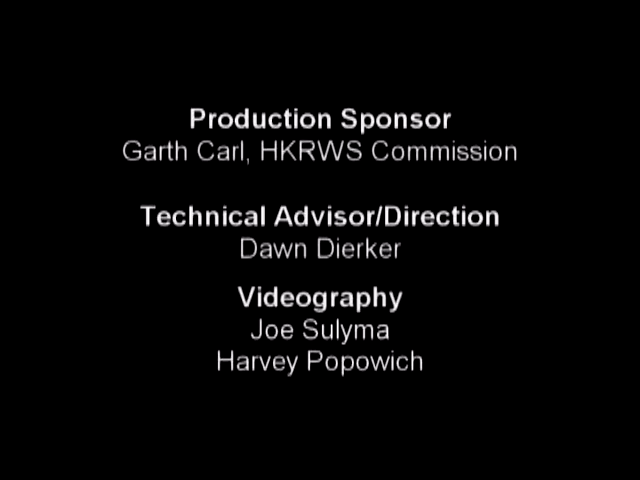 Production Sponsor
Garth Carl, HKRWS Commission
Technical Advisor/Direction
Dawn Dierker
Videography
Joe Sulyma
Harvey Popowich